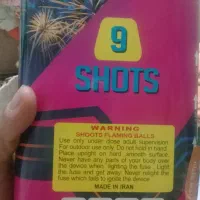 9
SHOTS
WARNING
SHOOTS FLAMING BALLS
Use only under close adult supervision
For outdoor use only. Do not hold in hand.
Place upright on hard, smooth surface.
Never have any part of your body over
the device when lighting the fuse. Light
the fuse and get away. Never relight the
fuse which fails to ignite the device
MADE IN IRAN